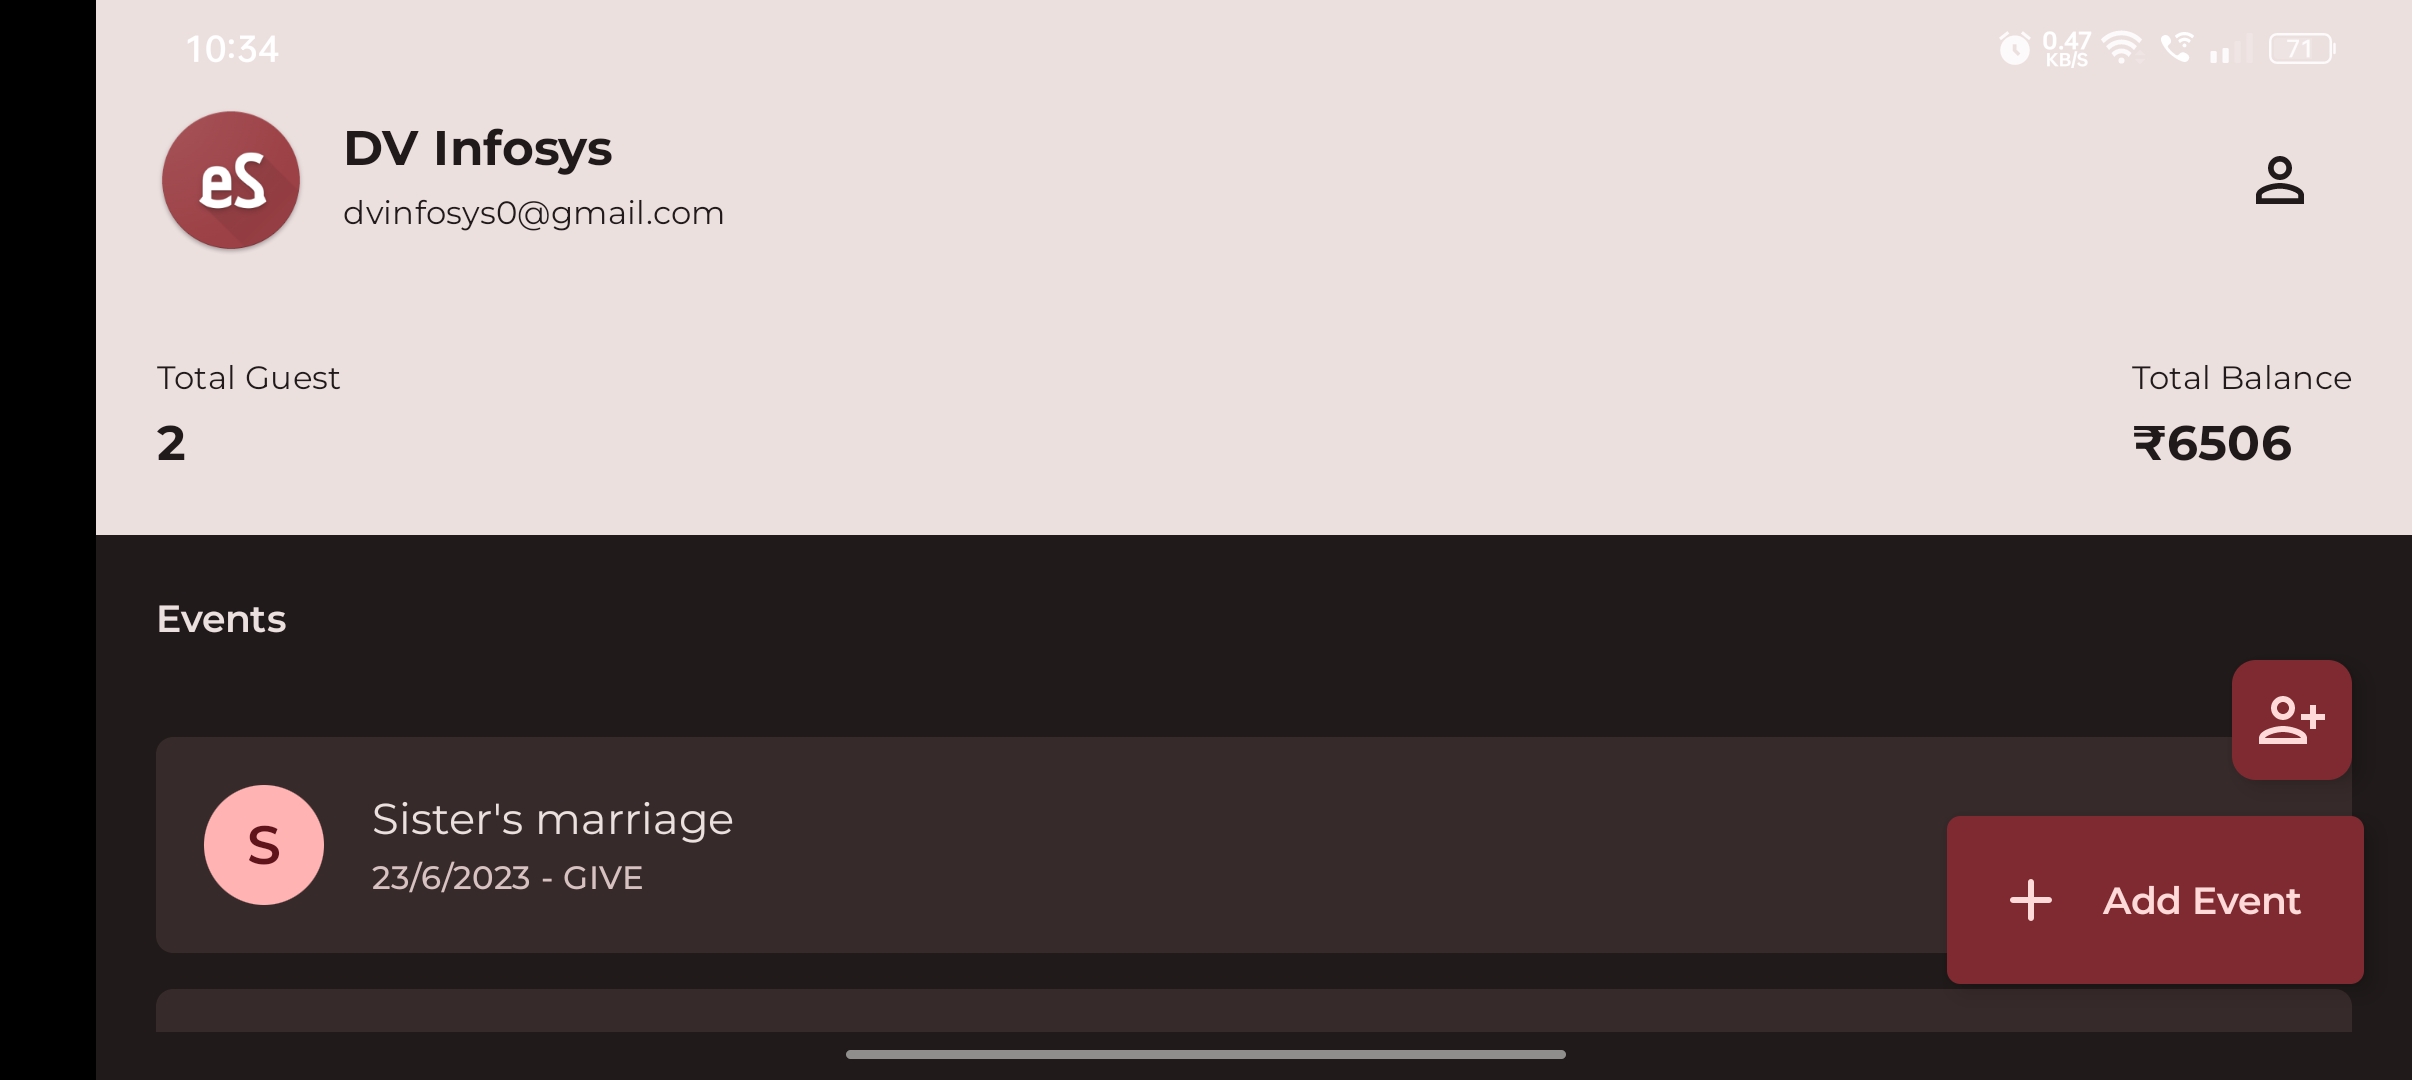 10:34
0.47
KB/S
71
eS
DV Infosys
dvinfosys0@gmail.com
Total Guest
2
Total Balance
₹6506
Events
S
Sister's marriage
23/6/2023 - GIVE
Add Event